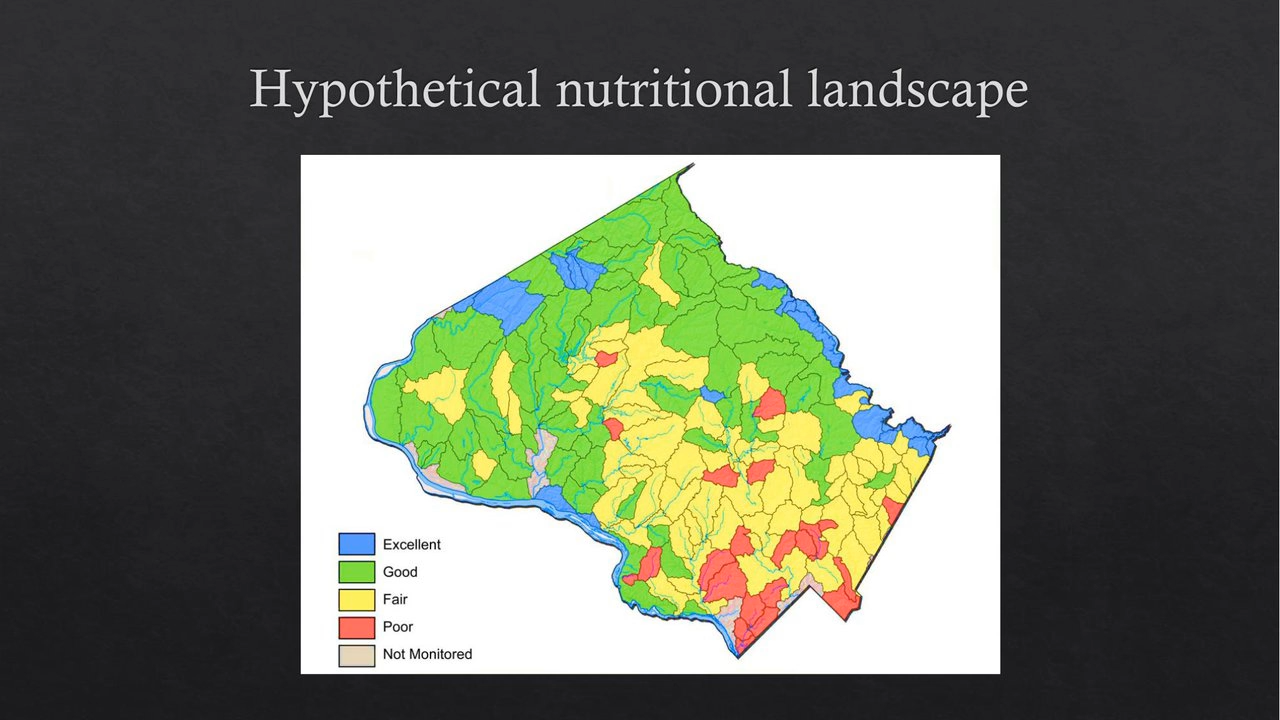 Hypothetical nutritional landscape
Excellent
Good
Fair
Poor
Not Monitored